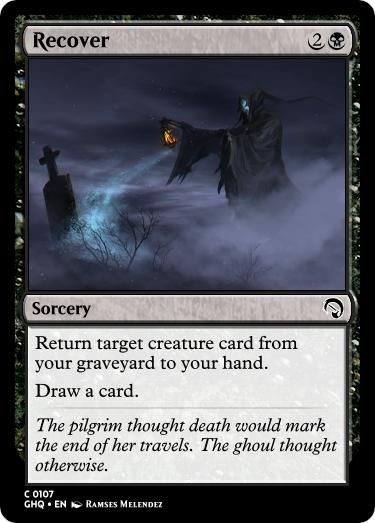 Recover 2
Sorcery
Return target creature card from
your graveyard to your hand.
Draw a card.
The pilgrim thought death would mark
the end of her travels. The ghoul thought
otherwise.
C 0107
GHQ • EN Ramses Melendez